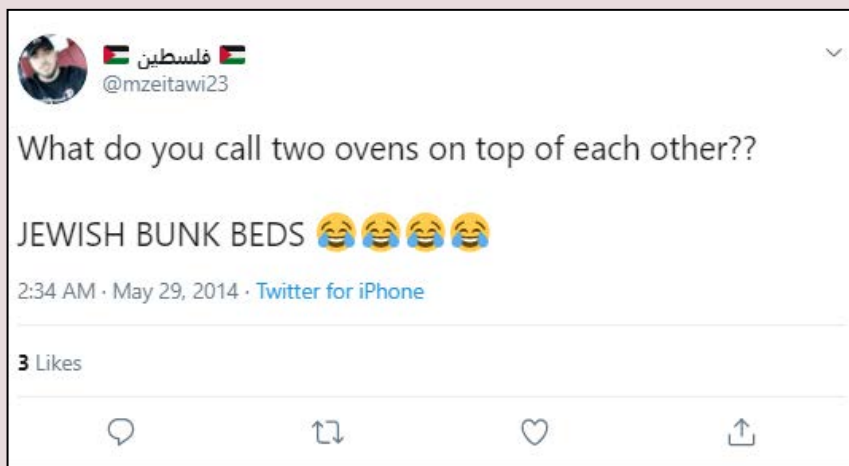 🇵🇸 فلسطين 🇵🇸
@mzeitawi23
What do you call two ovens on top of each other??
JEWISH BUNK BEDS 😂😂😂😂
2:34 AM · May 29, 2014 · Twitter for iPhone
3 Likes